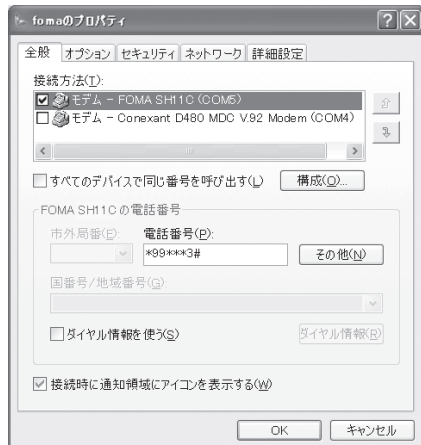 fomaのプロパティ
全般 オプション セキュリティ ネットワーク 詳細設定
接続方法(T):
モデム - FOMA SH11C (COM5)
モデム - Conexant D480 MDC V.92 Modem (COM4)
すべてのデバイスで同じ番号を呼び出す(L) 構成(O)...
FOMA SH11C の電話番号
市外局番(E): 電話番号(P):
*99***3# その他(N)
国番号/地域番号(G):
ダイヤル情報を使う(S) ダイヤル情報(R)
接続時に通知領域にアイコンを表示する(W)
OK キャンセル